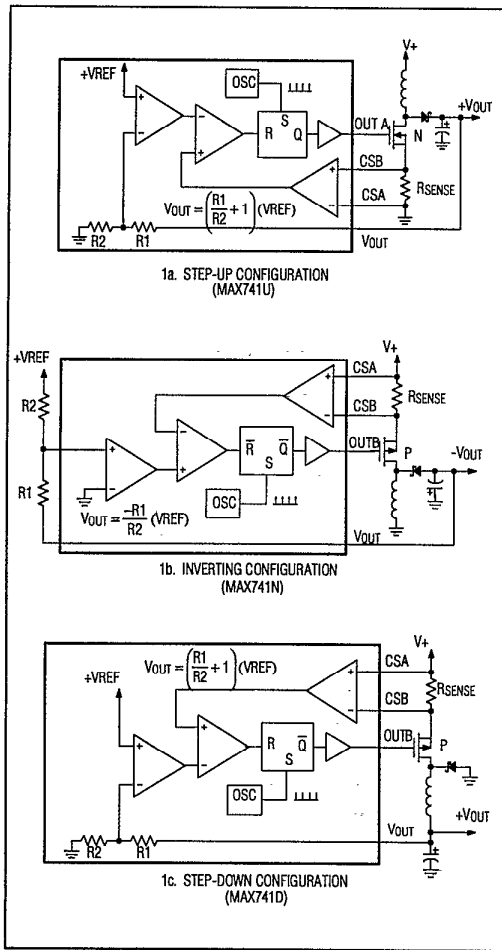 V+
+VREF
OSC
+VOUT
S
OUT A
N
R
Q
CSB
RSENSE
CSA
VOUT = (R1/R2 + 1) (VREF)
R2
R1
VOUT
1a. STEP-UP CONFIGURATION
(MAX741U)
V+
+VREF
CSA
RSENSE
R2
CSB
OUTB
P
-VOUT
R̅
Q̅
S
R1
OSC
VOUT = -R1/R2 (VREF)
VOUT
1b. INVERTING CONFIGURATION
(MAX741N)
V+
VOUT = (R1/R2 + 1) (VREF)
CSA
+VREF
RSENSE
CSB
OUTB
P
R
Q̅
S
OSC
+VOUT
VOUT
R2
R1
1c. STEP-DOWN CONFIGURATION
(MAX741D)